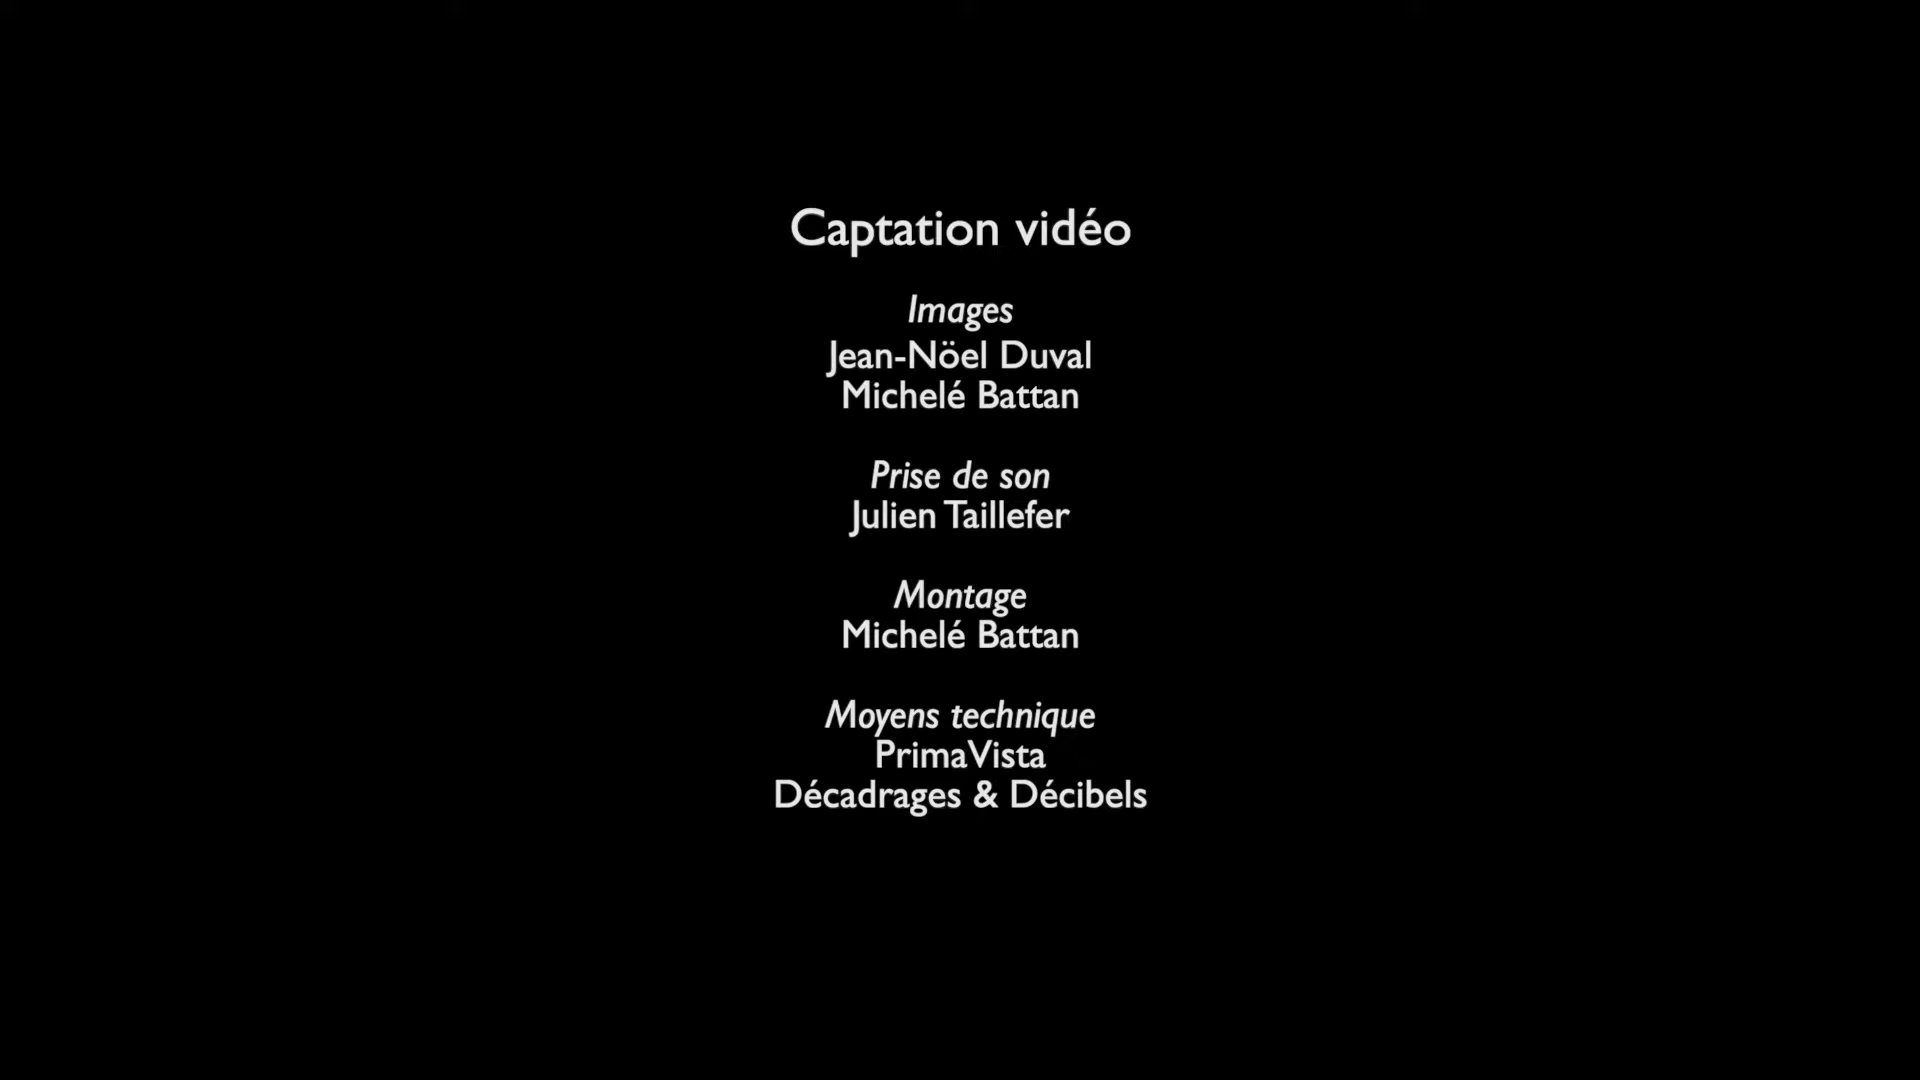 Captation vidéo
Images
Jean-Nöel Duval
Michelé Battan
Prise de son
Julien Taillefer
Montage
Michelé Battan
Moyens technique
PrimaVista
Décadrages & Décibels